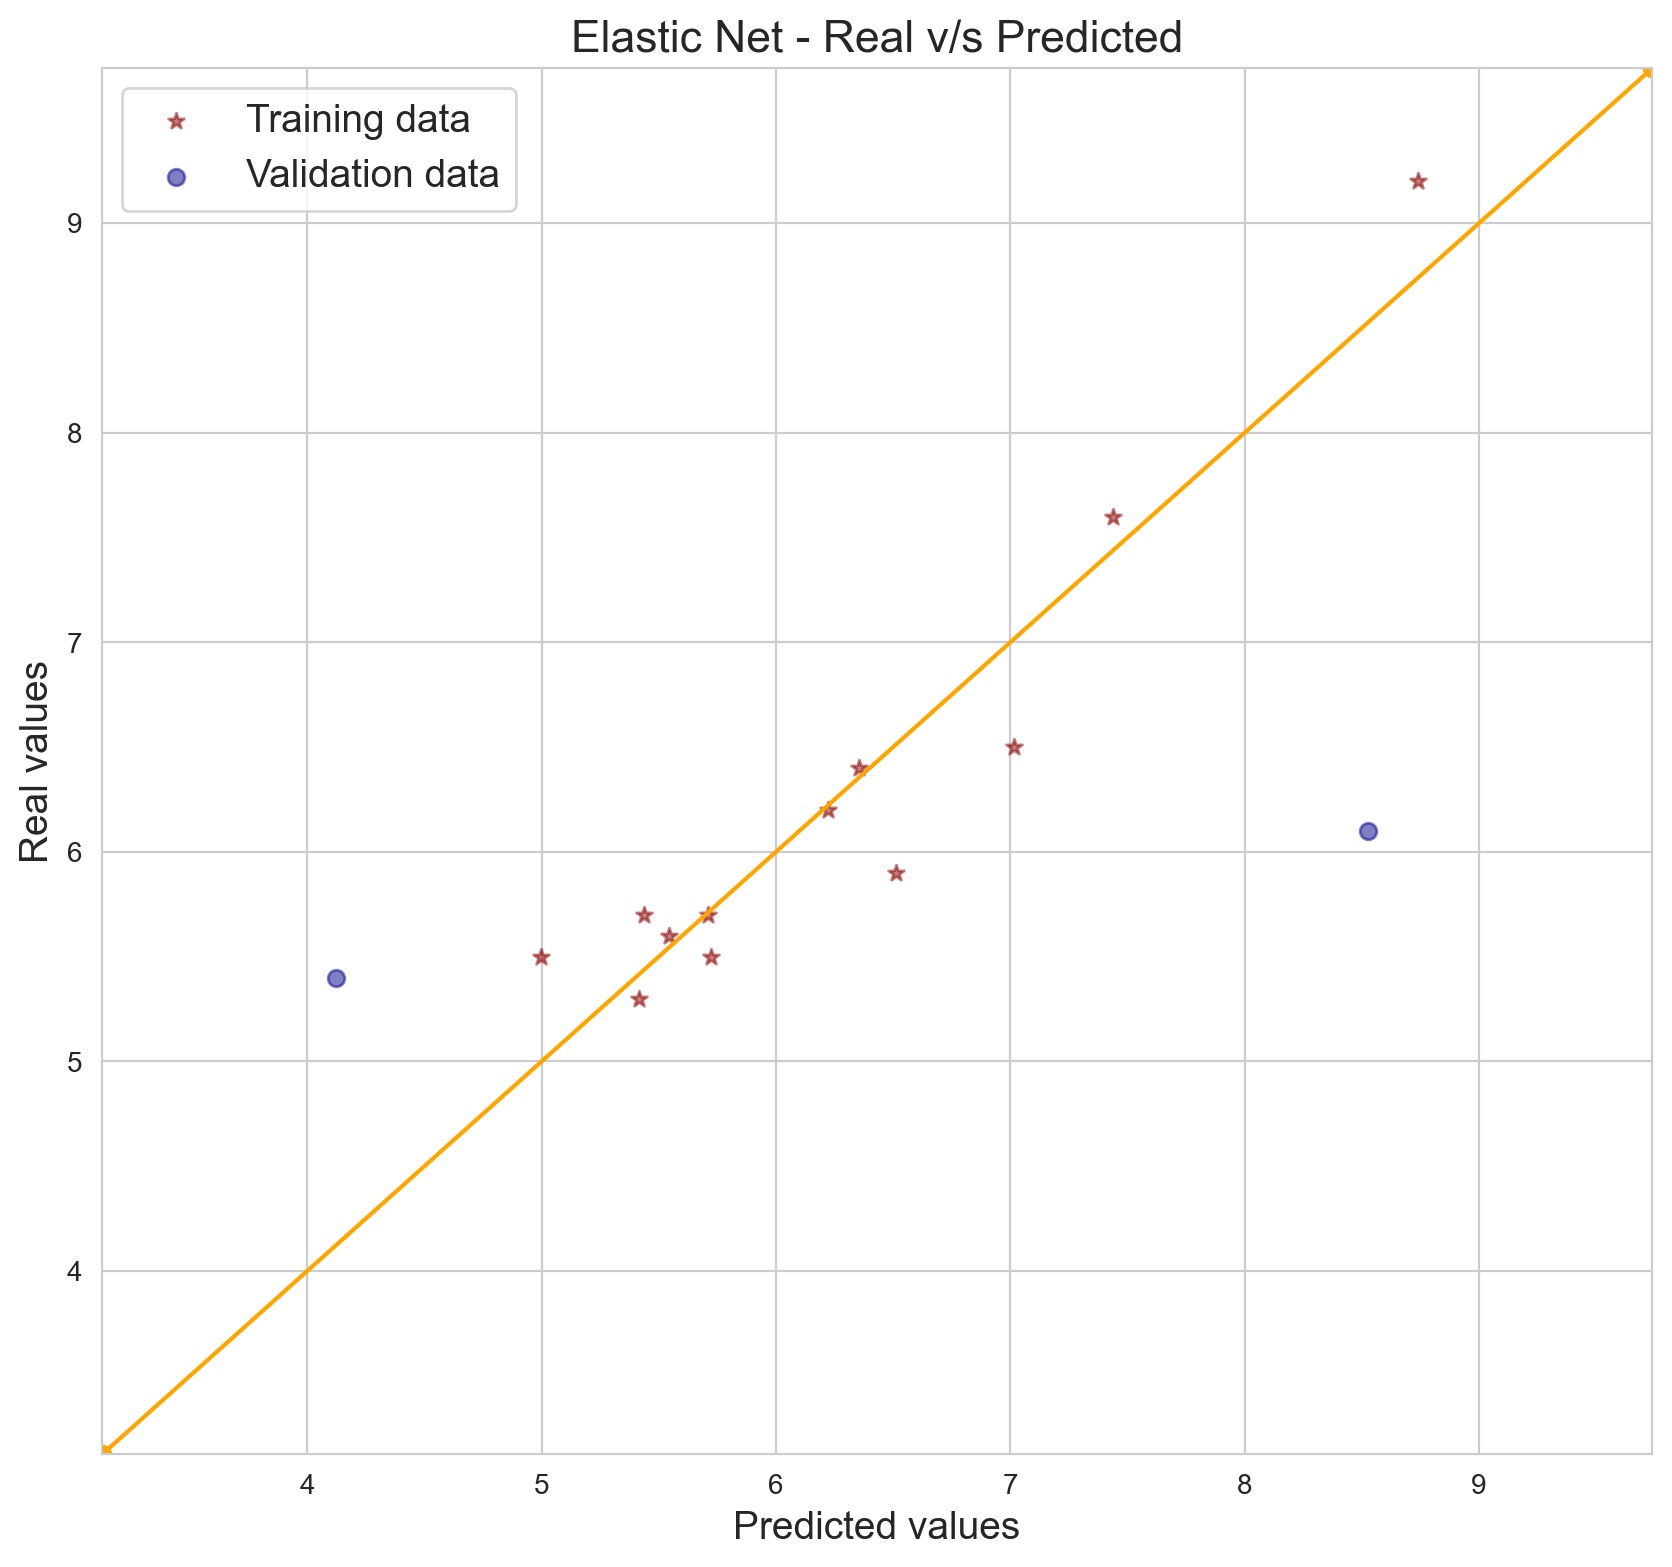 Elastic Net - Real v/s Predicted
Training data
Validation data
9
8
7
6
5
4
Real values
4 5 6 7 8 9
Predicted values